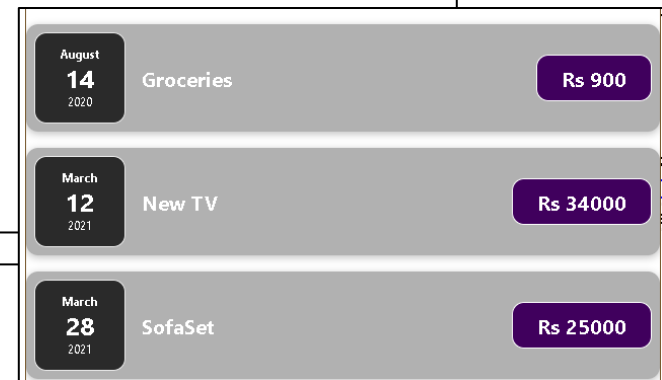 August
14
2020
Groceries
Rs 900
March
12
2021
New TV
Rs 34000
March
28
2021
SofaSet
Rs 25000